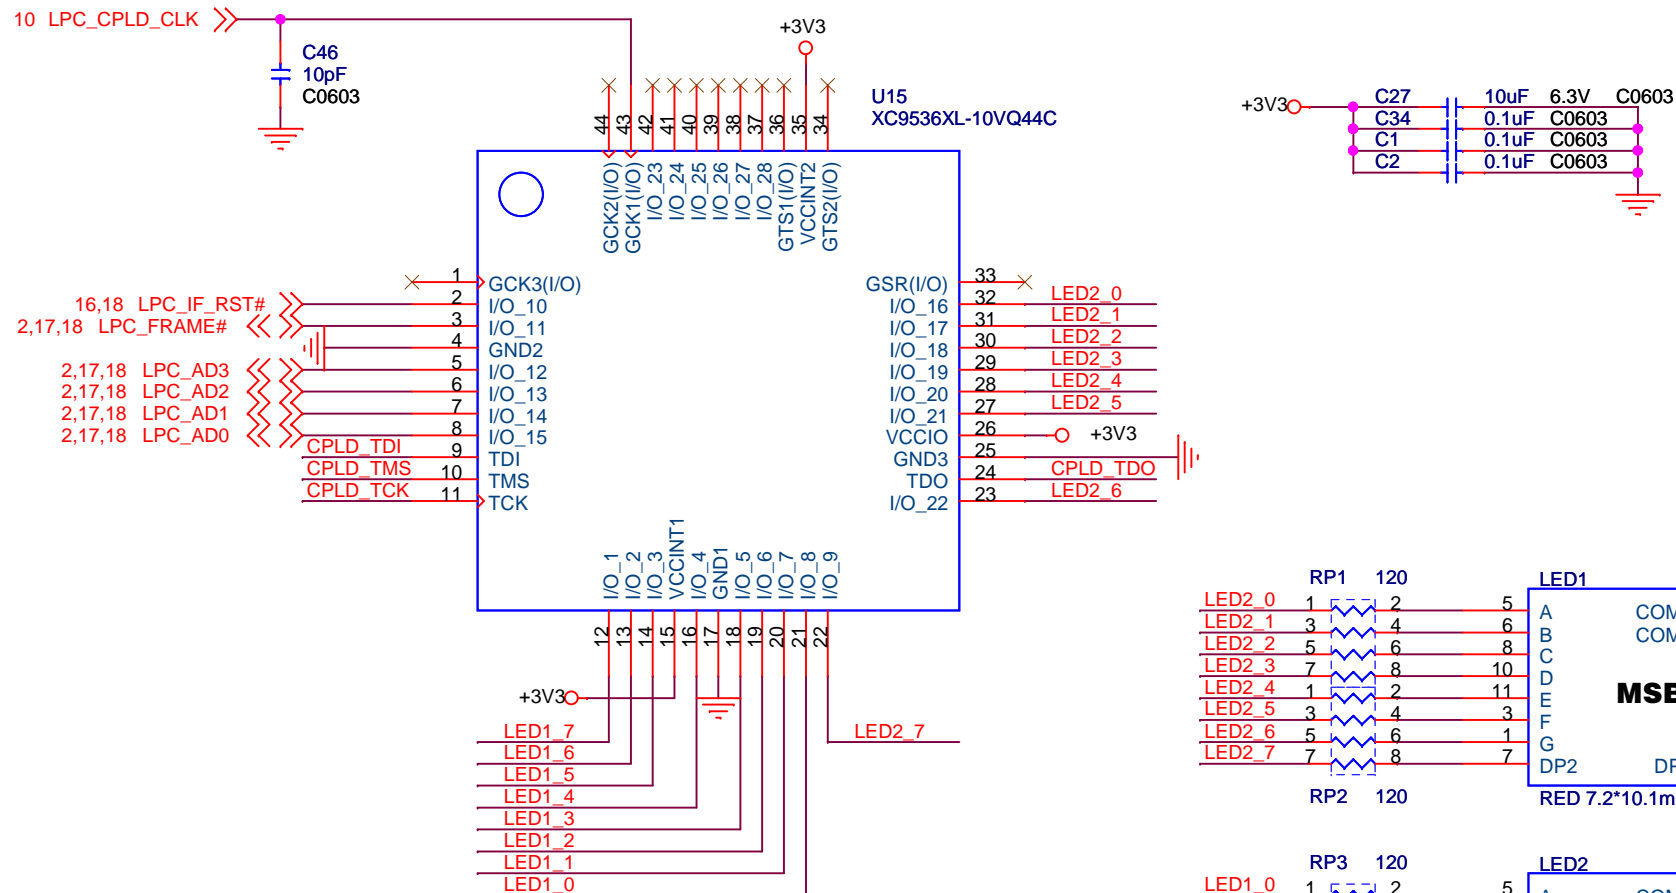 10 LPC_CPLD_CLK
C46
10pF
C0603
+3V3
U15
XC9536XL-10VQ44C
+3V3
C27 10uF 6.3V C0603
C34 0.1uF C0603
C1 0.1uF C0603
C2 0.1uF C0603
44 43 42 41 40 39 38 37 36 35 34
GCK2(I/O)
GCK1(I/O)
I/O_23
I/O_24
I/O_25
I/O_26
I/O_27
I/O_28
GTS1(I/O)
VCCINT2
GTS2(I/O)
1 GCK3(I/O)
16,18 LPC_IF_RST# 2 I/O_10
2,17,18 LPC_FRAME# 3 I/O_11
4 GND2
2,17,18 LPC_AD3 5 I/O_12
2,17,18 LPC_AD2 6 I/O_13
2,17,18 LPC_AD1 7 I/O_14
2,17,18 LPC_AD0 8 I/O_15
CPLD_TDI 9 TDI
CPLD_TMS 10 TMS
CPLD_TCK 11 TCK
GSR(I/O) 33
I/O_16 32 LED2_0
I/O_17 31 LED2_1
I/O_18 30 LED2_2
I/O_19 29 LED2_3
I/O_20 28 LED2_4
I/O_21 27 LED2_5
VCCIO 26 +3V3
GND3 25
TDO 24 CPLD_TDO
I/O_22 23 LED2_6
I/O_1
I/O_2
I/O_3
VCCINT1
I/O_4
GND1
I/O_5
I/O_6
I/O_7
I/O_8
I/O_9
12 13 14 15 16 17 18 19 20 21 22
+3V3
LED1_7
LED1_6
LED1_5
LED1_4
LED1_3
LED1_2
LED1_1
LED1_0
LED2_7
RP1 120
LED1
LED2_0 1 2 5 A COM
LED2_1 3 4 6 B COM
LED2_2 5 6 8 C
LED2_3 7 8 10 D
LED2_4 1 2 11 E MSB
LED2_5 3 4 3 F
LED2_6 5 6 1 G
LED2_7 7 8 7 DP2 DP
RP2 120
RED 7.2*10.1m
RP3 120
LED2
LED1_0 1 2 5